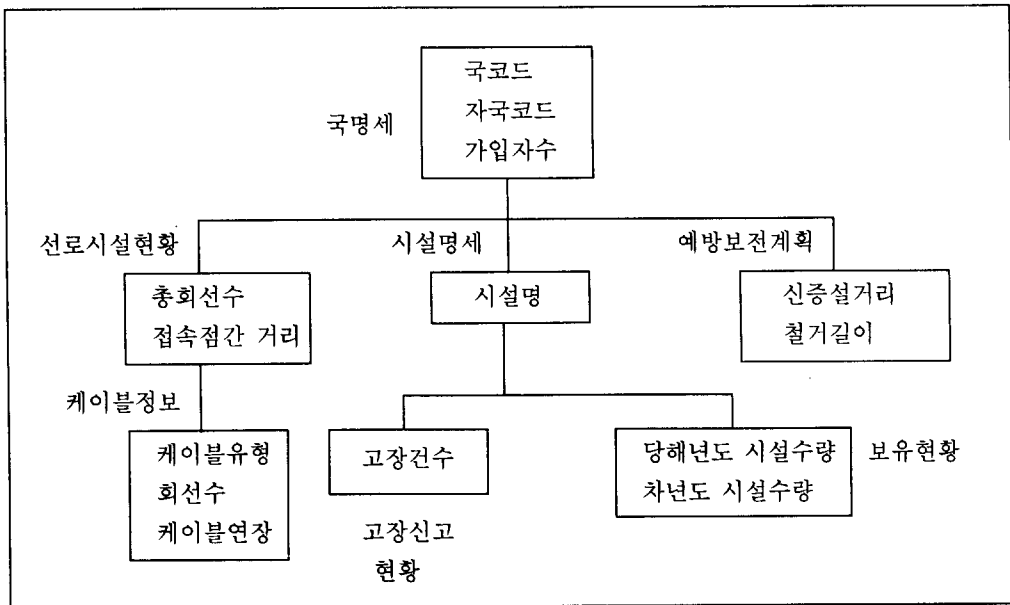 국코드
자국코드
국명세
가입자수
선로시설현황
시설명세
예방보전계획
총회선수
접속점간 거리
시설명
신증설거리
철거길이
케이블정보
케이블유형
회선수
케이블연장
고장건수
고장신고
현황
당해년도 시설수량
차년도 시설수량
보유현황